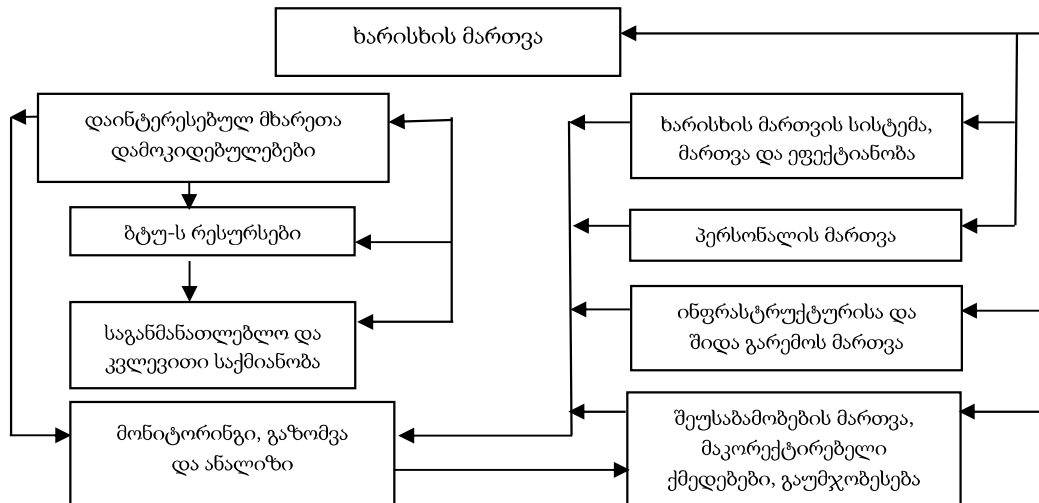 ხარისხის მართვა
დაინტერესებულ მხარეთა
დამოკიდებულებები
ბტუ-ს რესურსები
საგანმანათლებლო და
კვლევითი საქმიანობა
მონიტორინგი, გაზომვა
და ანალიზი
ხარისხის მართვის სისტემა,
მართვა და ეფექტიანობა
პერსონალის მართვა
ინფრასტრუქტურისა და
შიდა გარემოს მართვა
შეუსაბამობების მართვა,
მაკორექტირებელი
ქმედებები, გაუმჯობესება